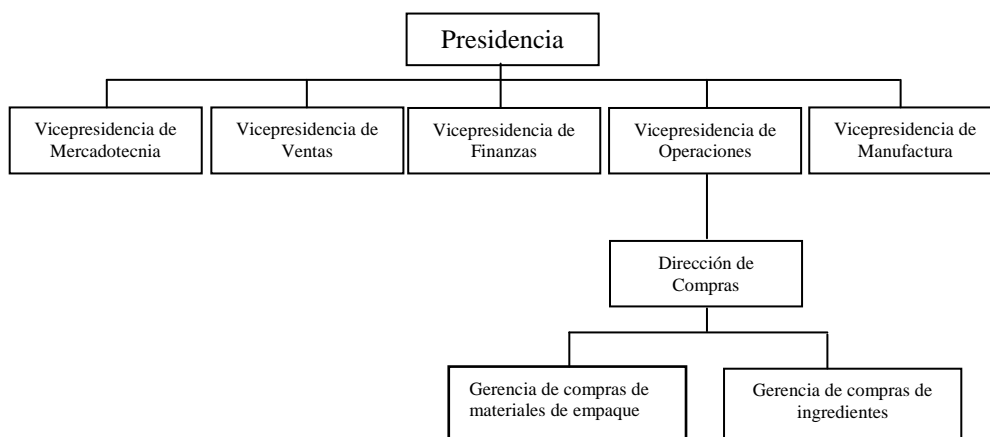 Presidencia
Vicepresidencia de
Mercadotecnia
Vicepresidencia de
Ventas
Vicepresidencia de
Finanzas
Vicepresidencia de
Operaciones
Vicepresidencia de
Manufactura
Dirección de
Compras
Gerencia de compras de
materiales de empaque
Gerencia de compras de
ingredientes